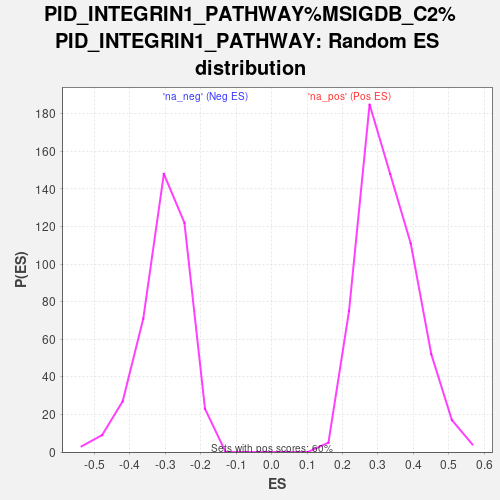 PID_INTEGRIN1_PATHWAY%MSIGDB_C2%
PID_INTEGRIN1_PATHWAY: Random ES
distribution
'na_neg' (Neg ES)
'na_pos' (Pos ES)
P(ES)
180
160
140
120
100
80
60
40
20
0
Sets with pos scores: 60%
-0.5 -0.4 -0.3 -0.2 -0.1 0.0 0.1 0.2 0.3 0.4 0.5 0.6
ES